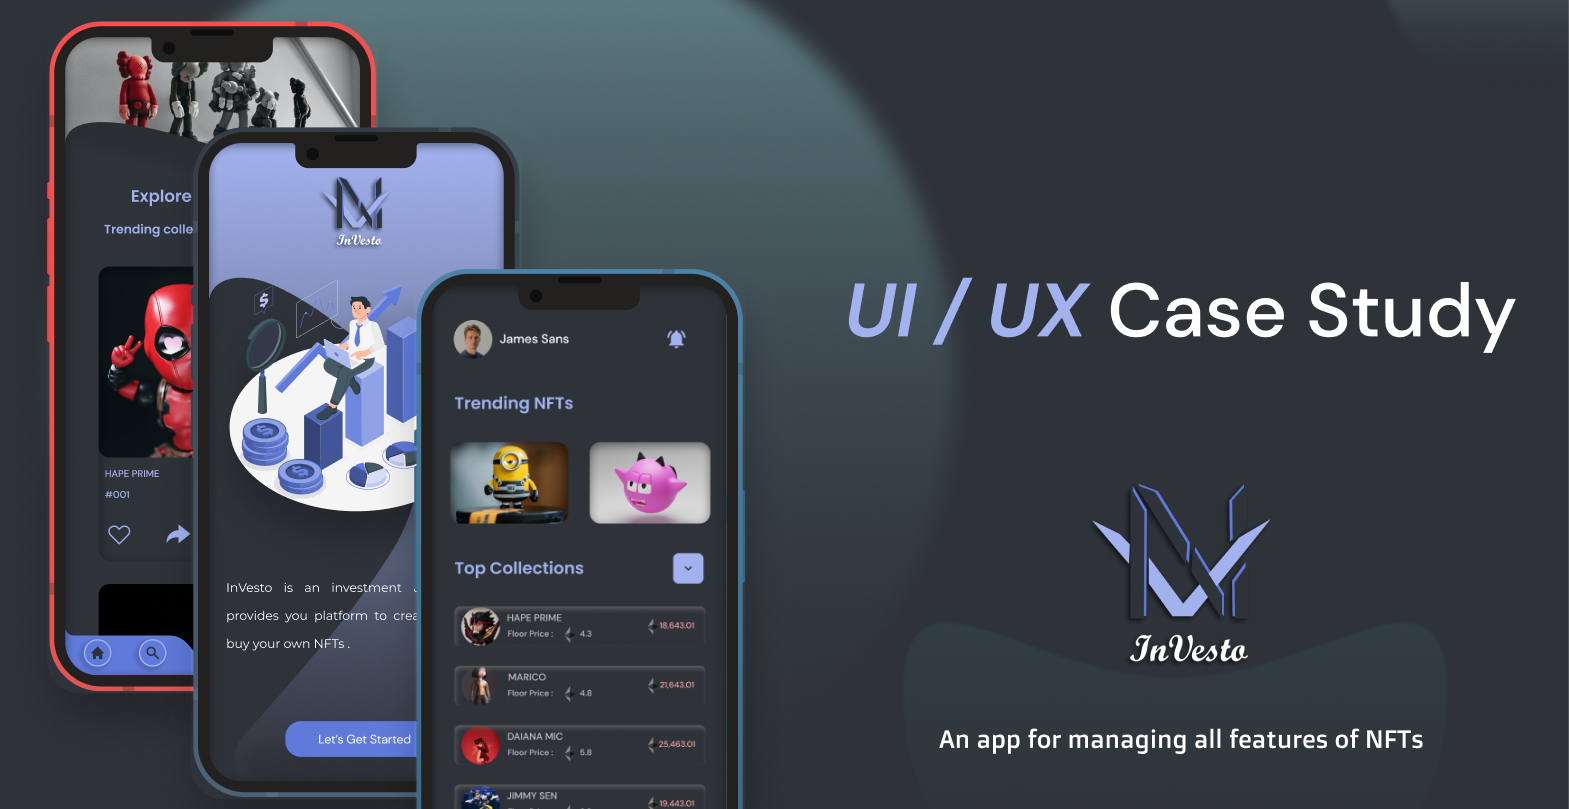 Explore
Trending colle
HAPE PRIME
#001
InVesto
InVesto is an investment
provides you platform to crea
buy your own NFTs .
Let's Get Started
James Sans
Trending NFTs
Top Collections
HAPE PRIME
Floor Price : 4.3
18,643.01
MARICO
Floor Price : 4.8
21,643.01
DAIANA MIC
Floor Price : 5.8
25,463.01
JIMMY SEN
19,443.01
UI / UX Case Study
InVesto
An app for managing all features of NFTs